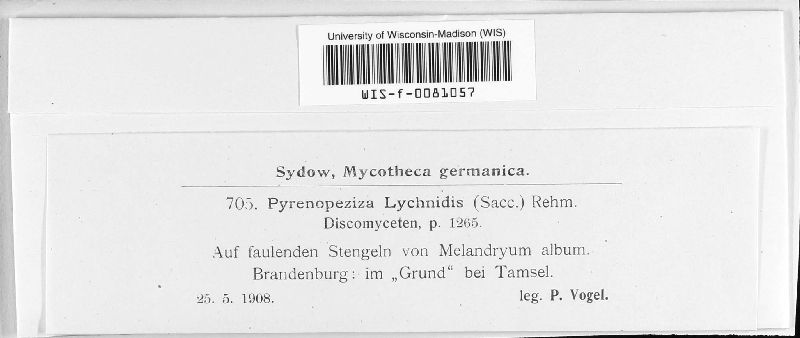 University of Wisconsin-Madison (WIS)
WIS-f-0081057
Sydow, Mycotheca germanica.
705. Pyrenopeziza Lychnidis (Sacc.) Rehm.
Discomyceten, p. 1265.
Auf faulenden Stengeln von Melandryum album.
Brandenburg: im „Grund“ bei Tamsel.
25. 5. 1908. leg. P. Vogel.